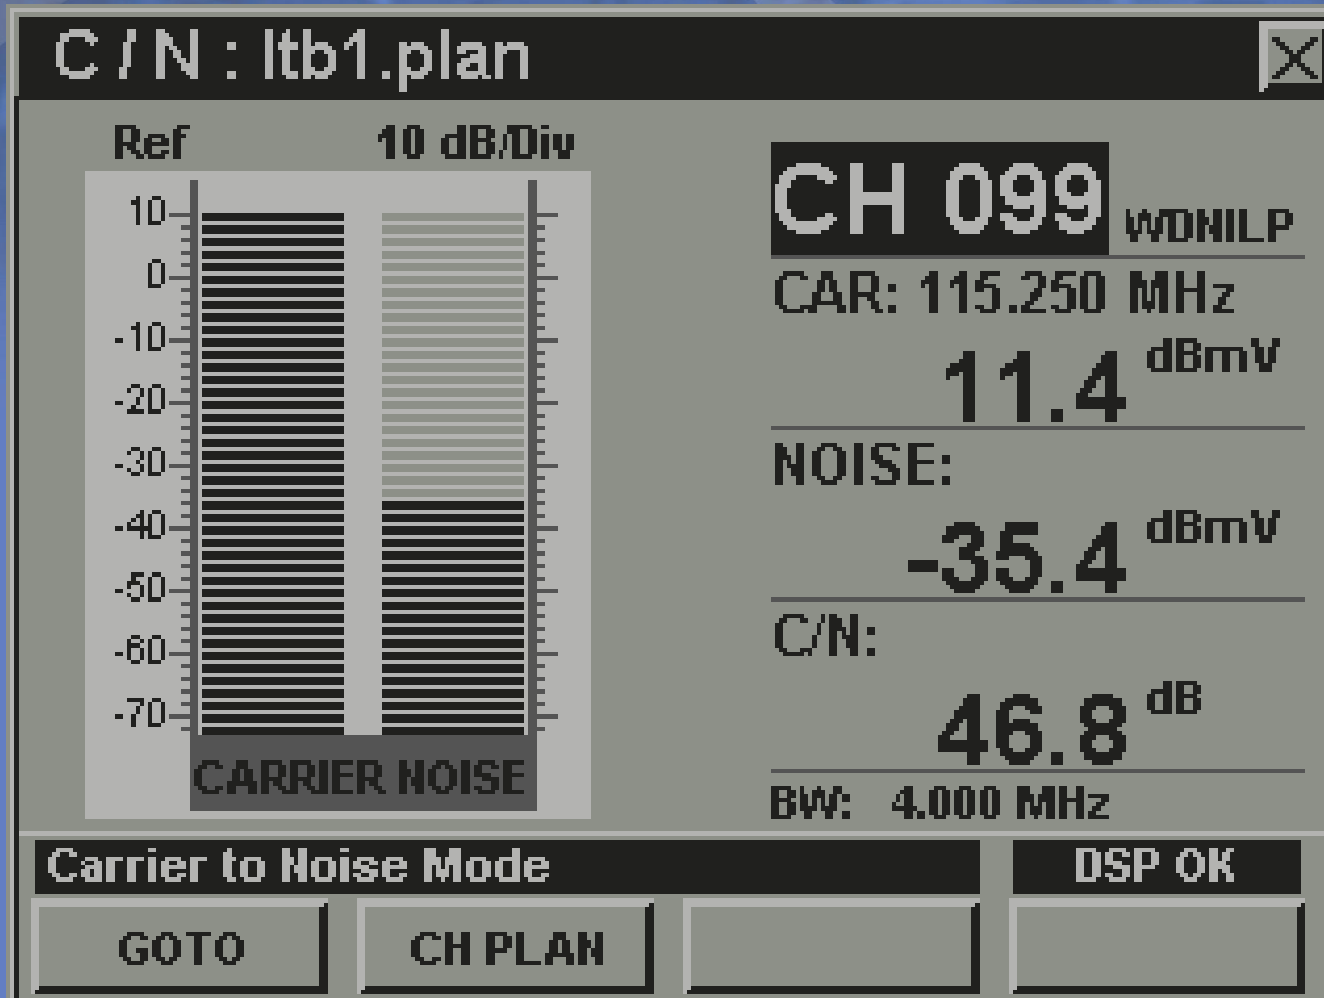 C / N : ltb1.plan
Ref 10 dB/Div
10
0
-10
-20
-30
-40
-50
-60
-70
CARRIER NOISE
CH 099 WDNILP
CAR: 115.250 MHz
11.4 dBmV
NOISE:
-35.4 dBmV
C/N:
46.8 dB
BW: 4.000 MHz
Carrier to Noise Mode DSP OK
GOTO CH PLAN